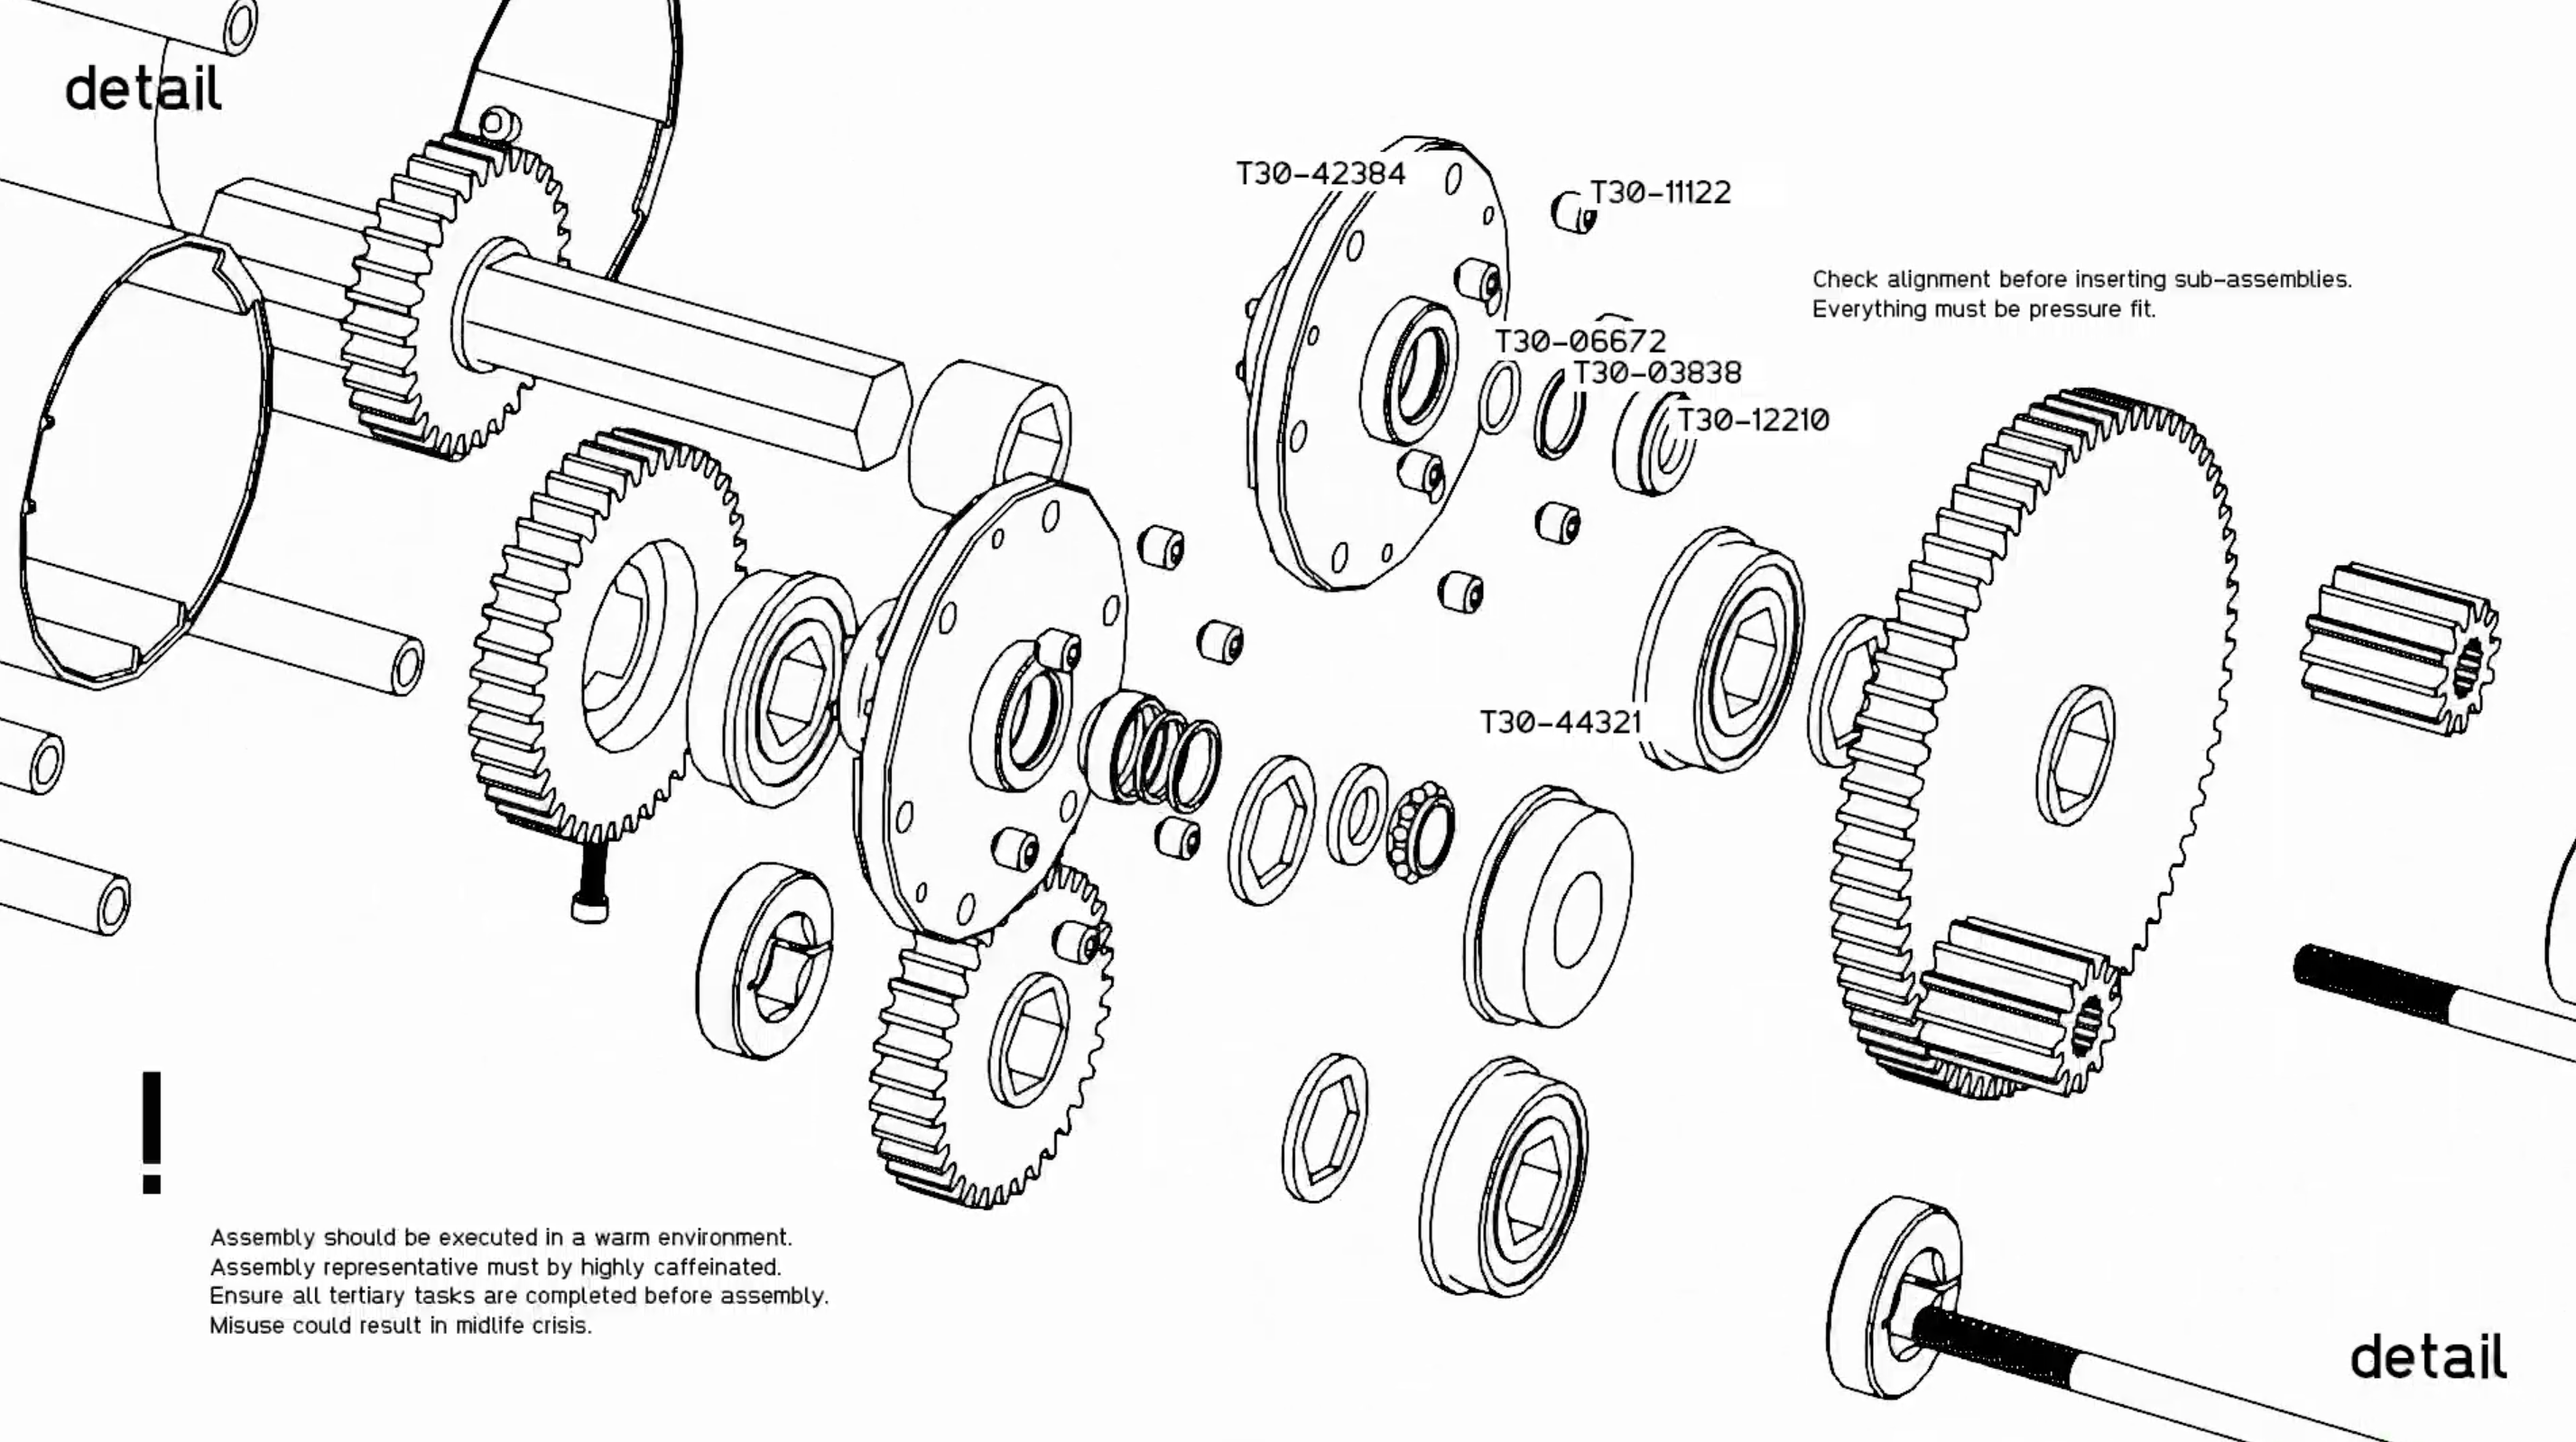 detail
T30-42384
T30-11122
Check alignment before inserting sub-assemblies.
Everything must be pressure fit.
T30-06672
T30-03838
T30-12210
T30-44321
!
Assembly should be executed in a warm environment.
Assembly representative must by highly caffeinated.
Ensure all tertiary tasks are completed before assembly.
Misuse could result in midlife crisis.
detail